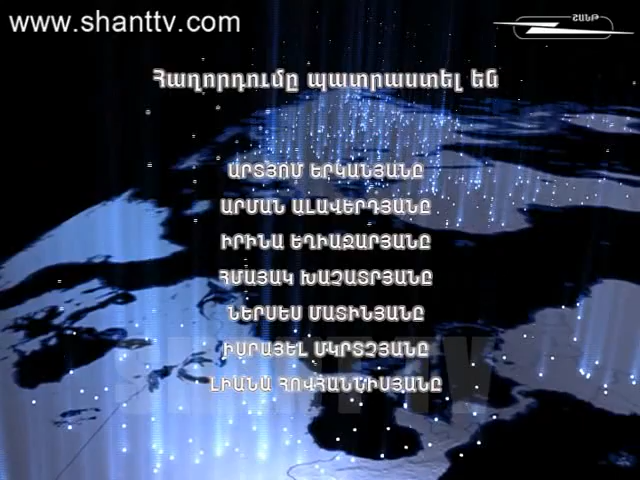 www.shanttv.com
ՇԱՆԹ
Հաղորդումը պատրաստել են
ԱՐՏՅՈՄ ԵՐԿԱՆՅԱՆԸ
ԱՐՄԱՆ ԱԼԱՎԵՐԴՅԱՆԸ
ԻՐԻՆԱ ԵՂԻԱԶԱՐՅԱՆԸ
ՀՄԱՅԱԿ ԽԱՉԱՏՐՅԱՆԸ
ՆԵՐՍԵՍ ՄԱՏԻՆՅԱՆԸ
ԻՍՐԱՅԵԼ ՄԿՐՏՉՅԱՆԸ
ԼԻԱՆԱ ՀՈՎՀԱՆՆԻՍՅԱՆԸ